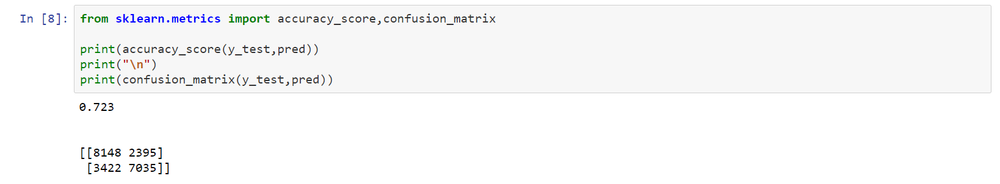 In [8]: from sklearn.metrics import accuracy_score,confusion_matrix
print(accuracy_score(y_test,pred))
print("\n")
print(confusion_matrix(y_test,pred))
0.723
[[8148 2395]
[3422 7035]]